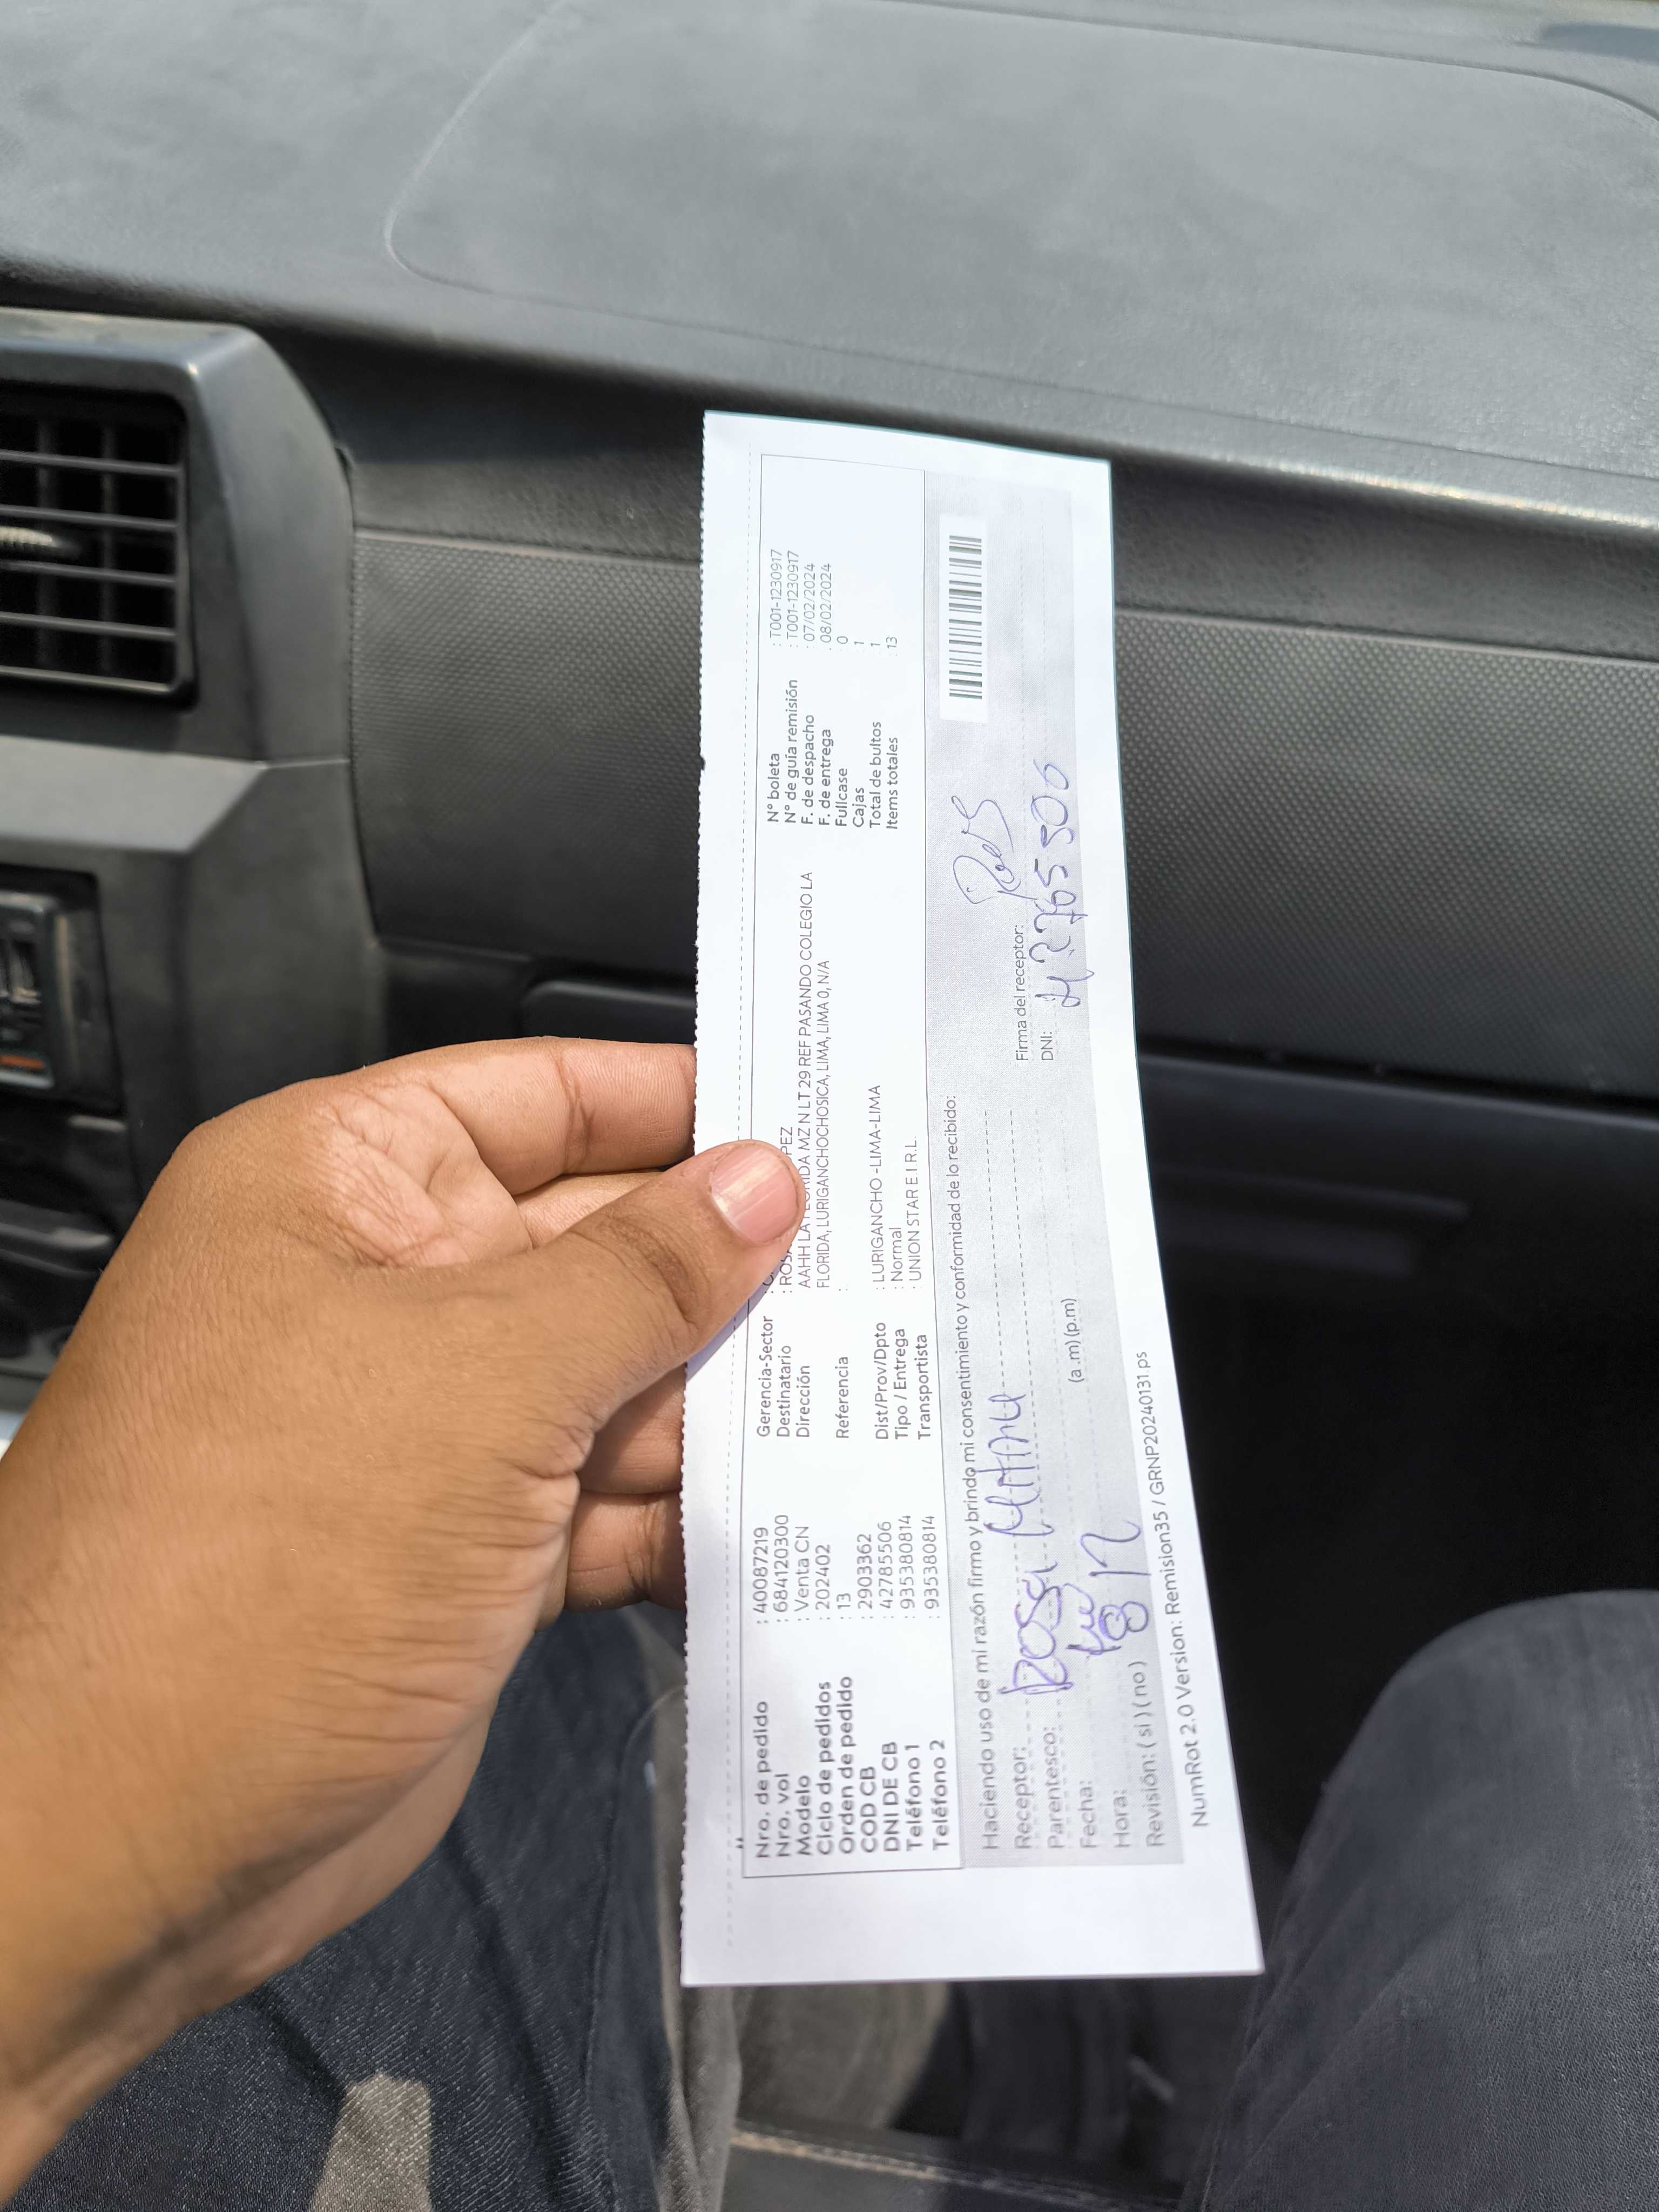 Nro. de pedido : 40087219
Nro. vol : 684120300
Modelo : Venta CN
Ciclo de pedidos : 202402
Orden de pedido : 13
COD CB : 2903362
DNI DE CB : 42785506
Teléfono 1 : 935380814
Teléfono 2 : 935380814
Gerencia-Sector :
Destinatario : ROSA PEZ
Dirección AAHH LA FLORIDA MZ N LT 29 REF PASANDO COLEGIO LA
FLORIDA, LURIGANCHOCHOSICA, LIMA, LIMA 0, N/A
Referencia :
Dist/Prov/Dpto : LURIGANCHO -LIMA-LIMA
Tipo / Entrega : Normal
Transportista : UNION STAR E.I R.L
N° boleta : T001-1230917
N° de guía remisión : T001-1230917
F. de despacho : 07/02/2024
F. de entrega : 08/02/2024
Fullcase : 0
Cajas 1
Total de bultos 1
Items totales 13
Haciendo uso de mi razón firmo y brindo mi consentimiento y conformidad de lo recibido:
Receptor: Rosa
Parentesco:
Fecha: 8
Hora: (a .m) (p.m)
Revisión: ( si ) ( no )
Firma del receptor:
DNI:
NumRot 2.0 Version: Remision35 / GRNP20240131.ps